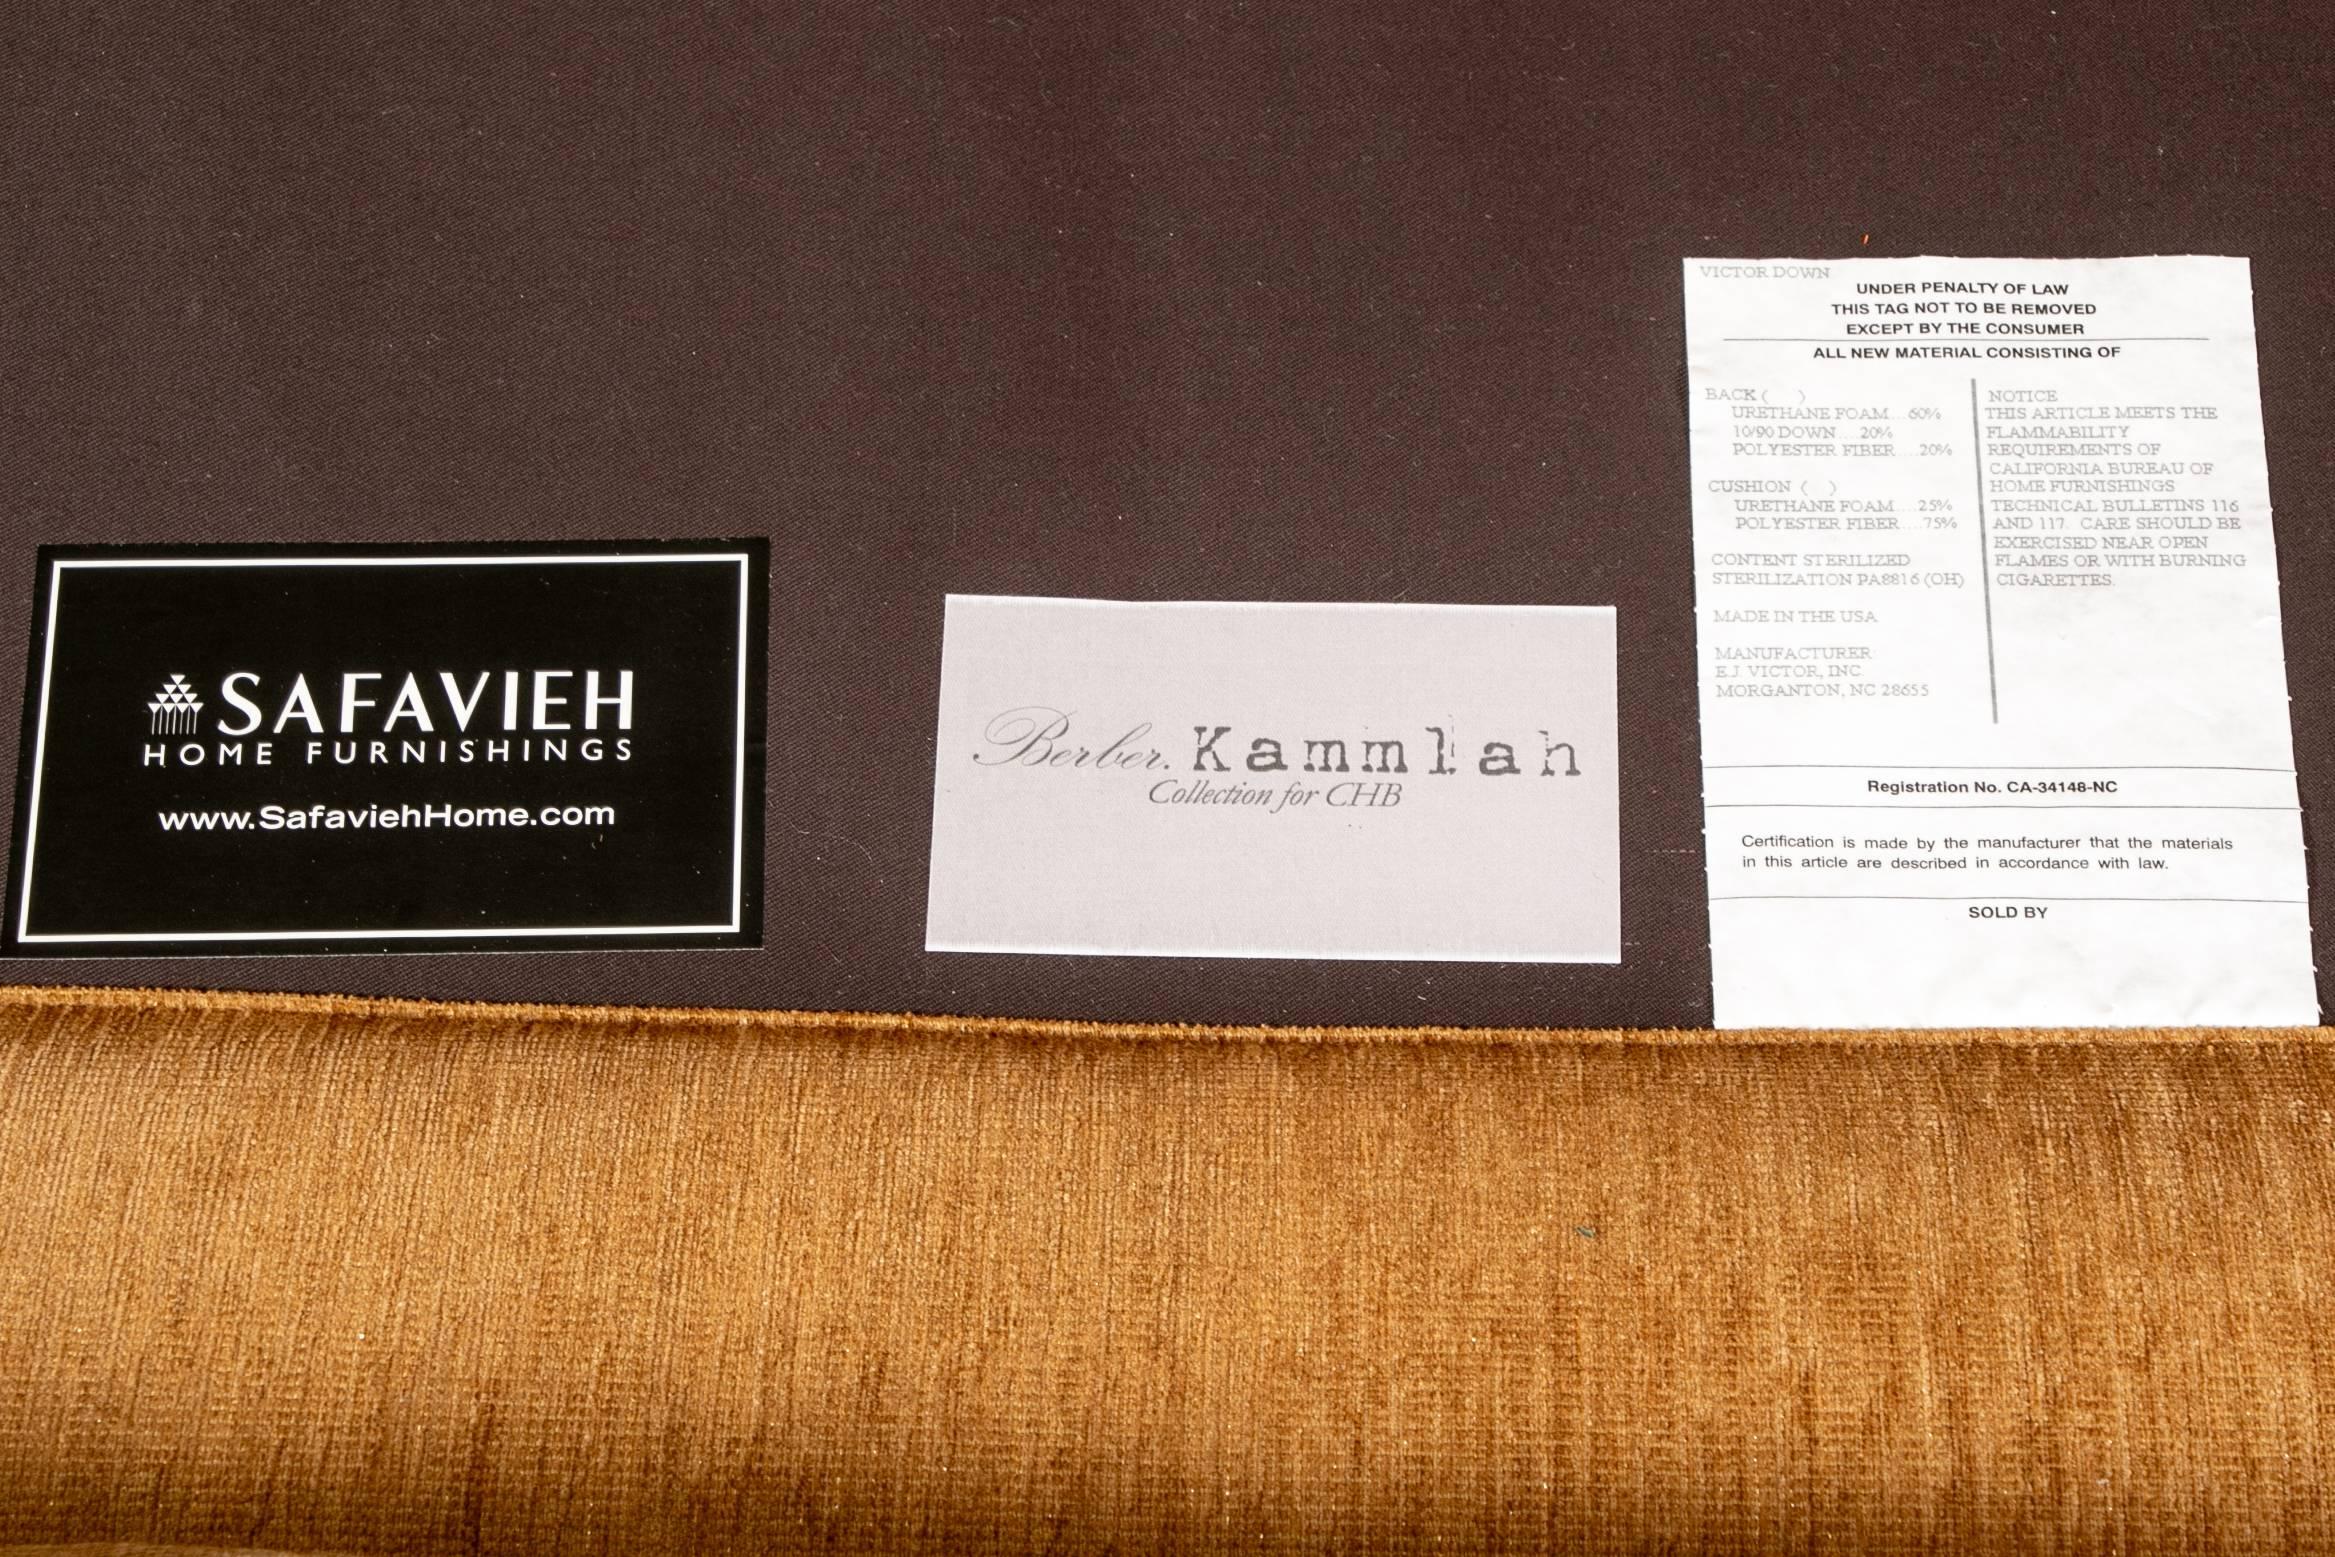 SAFAVIEH
HOME FURNISHINGS
www.SafaviehHome.com
Berber. Kammlah
Collection for CHB
VICTOR DOWN
UNDER PENALTY OF LAW
THIS TAG NOT TO BE REMOVED
EXCEPT BY THE CONSUMER
ALL NEW MATERIAL CONSISTING OF
BACK ( )
URETHANE FOAM...60%
10/90 DOWN....20%
POLYESTER FIBER....20%
CUSHION ( )
URETHANE FOAM....25%
POLYESTER FIBER....75%
CONTENT STERILIZED
STERILIZATION PA8816 (OH)
MADE IN THE USA
MANUFACTURER:
E.J. VICTOR, INC.
MORGANTON, NC 28655
NOTICE
THIS ARTICLE MEETS THE
FLAMMABILITY
REQUIREMENTS OF
CALIFORNIA BUREAU OF
HOME FURNISHINGS
TECHNICAL BULLETINS 116
AND 117. CARE SHOULD BE
EXERCISED NEAR OPEN
FLAMES OR WITH BURNING
CIGARETTES.
Registration No. CA-34148-NC
Certification is made by the manufacturer that the materials
in this article are described in accordance with law.
SOLD BY